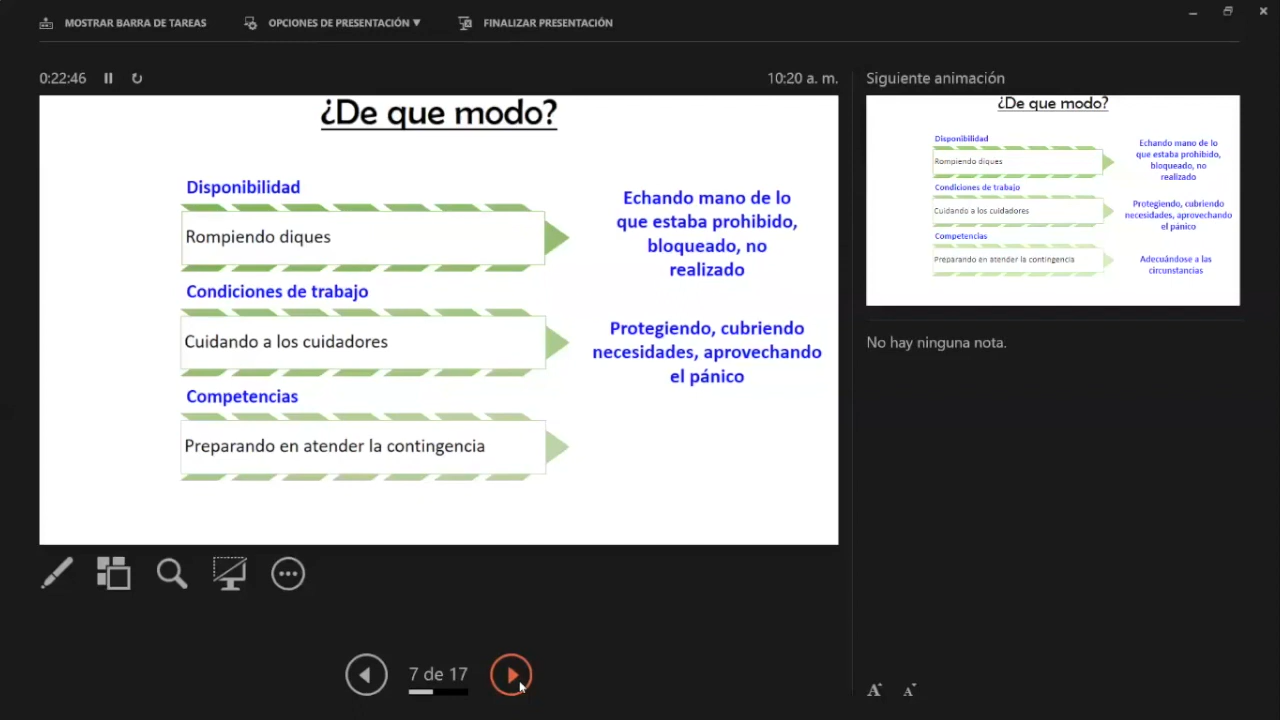 MOSTRAR BARRA DE TAREAS
OPCIONES DE PRESENTACIÓN ▼
FINALIZAR PRESENTACIÓN
0:22:46
10:20 a. m.
¿De que modo?
Disponibilidad
Rompiendo diques
Echando mano de lo
que estaba prohibido,
bloqueado, no
realizado
Condiciones de trabajo
Cuidando a los cuidadores
Protegiendo, cubriendo
necesidades, aprovechando
el pánico
Competencias
Preparando en atender la contingencia
7 de 17
Siguiente animación
¿De que modo?
Disponibilidad
Rompiendo diques
Echando mano de lo
que estaba prohibido,
bloqueado, no
realizado
Condiciones de trabajo
Cuidando a los cuidadores
Protegiendo, cubriendo
necesidades, aprovechando
el pánico
Competencias
Preparando en atender la contingencia
Adecuándose a las
circunstancias
No hay ninguna nota.
A A